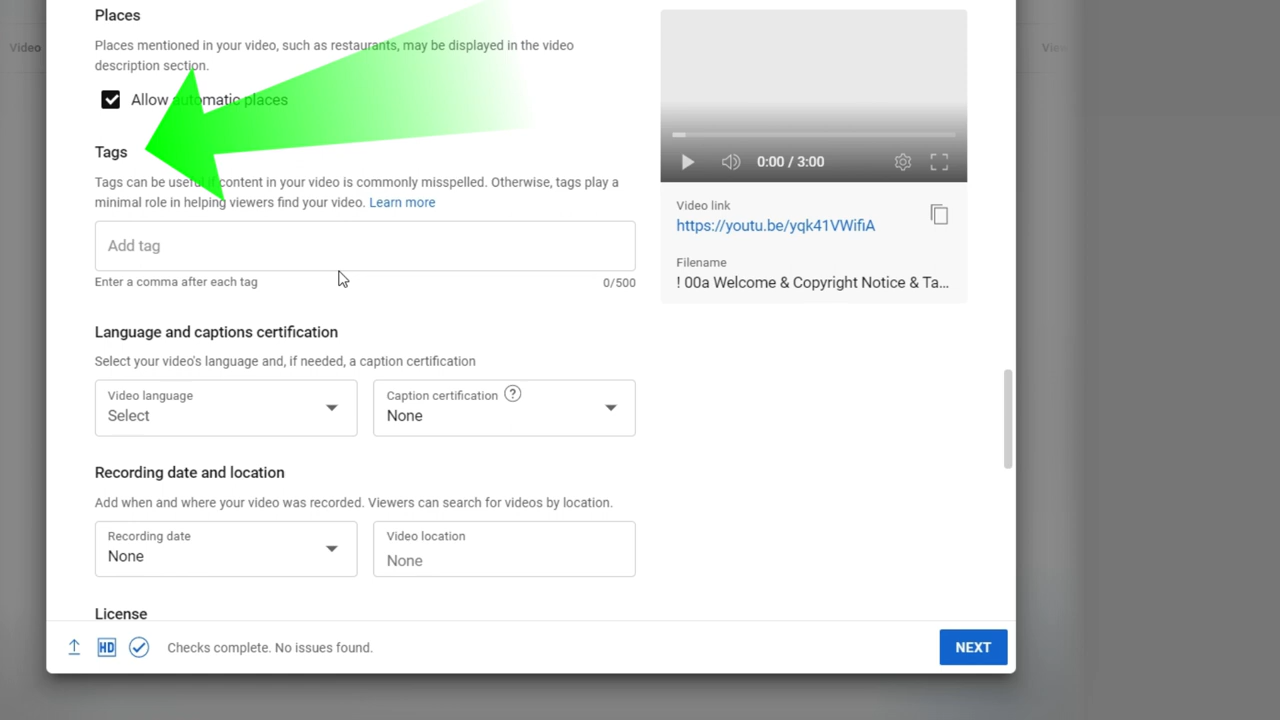 Places
Video
View
Places mentioned in your video, such as restaurants, may be displayed in the video
description section.
Allow automatic places
Tags
Tags can be useful if content in your video is commonly misspelled. Otherwise, tags play a
minimal role in helping viewers find your video. Learn more
Add tag
Enter a comma after each tag
0/500
Language and captions certification
Select your video's language and, if needed, a caption certification
Video language
Select
Caption certification ?
None
Recording date and location
Add when and where your video was recorded. Viewers can search for videos by location.
Recording date
None
Video location
None
License
0:00 / 3:00
Video link
https://youtu.be/yqk41VWifiA
Filename
! 00a Welcome & Copyright Notice & Ta...
HD
Checks complete. No issues found.
NEXT